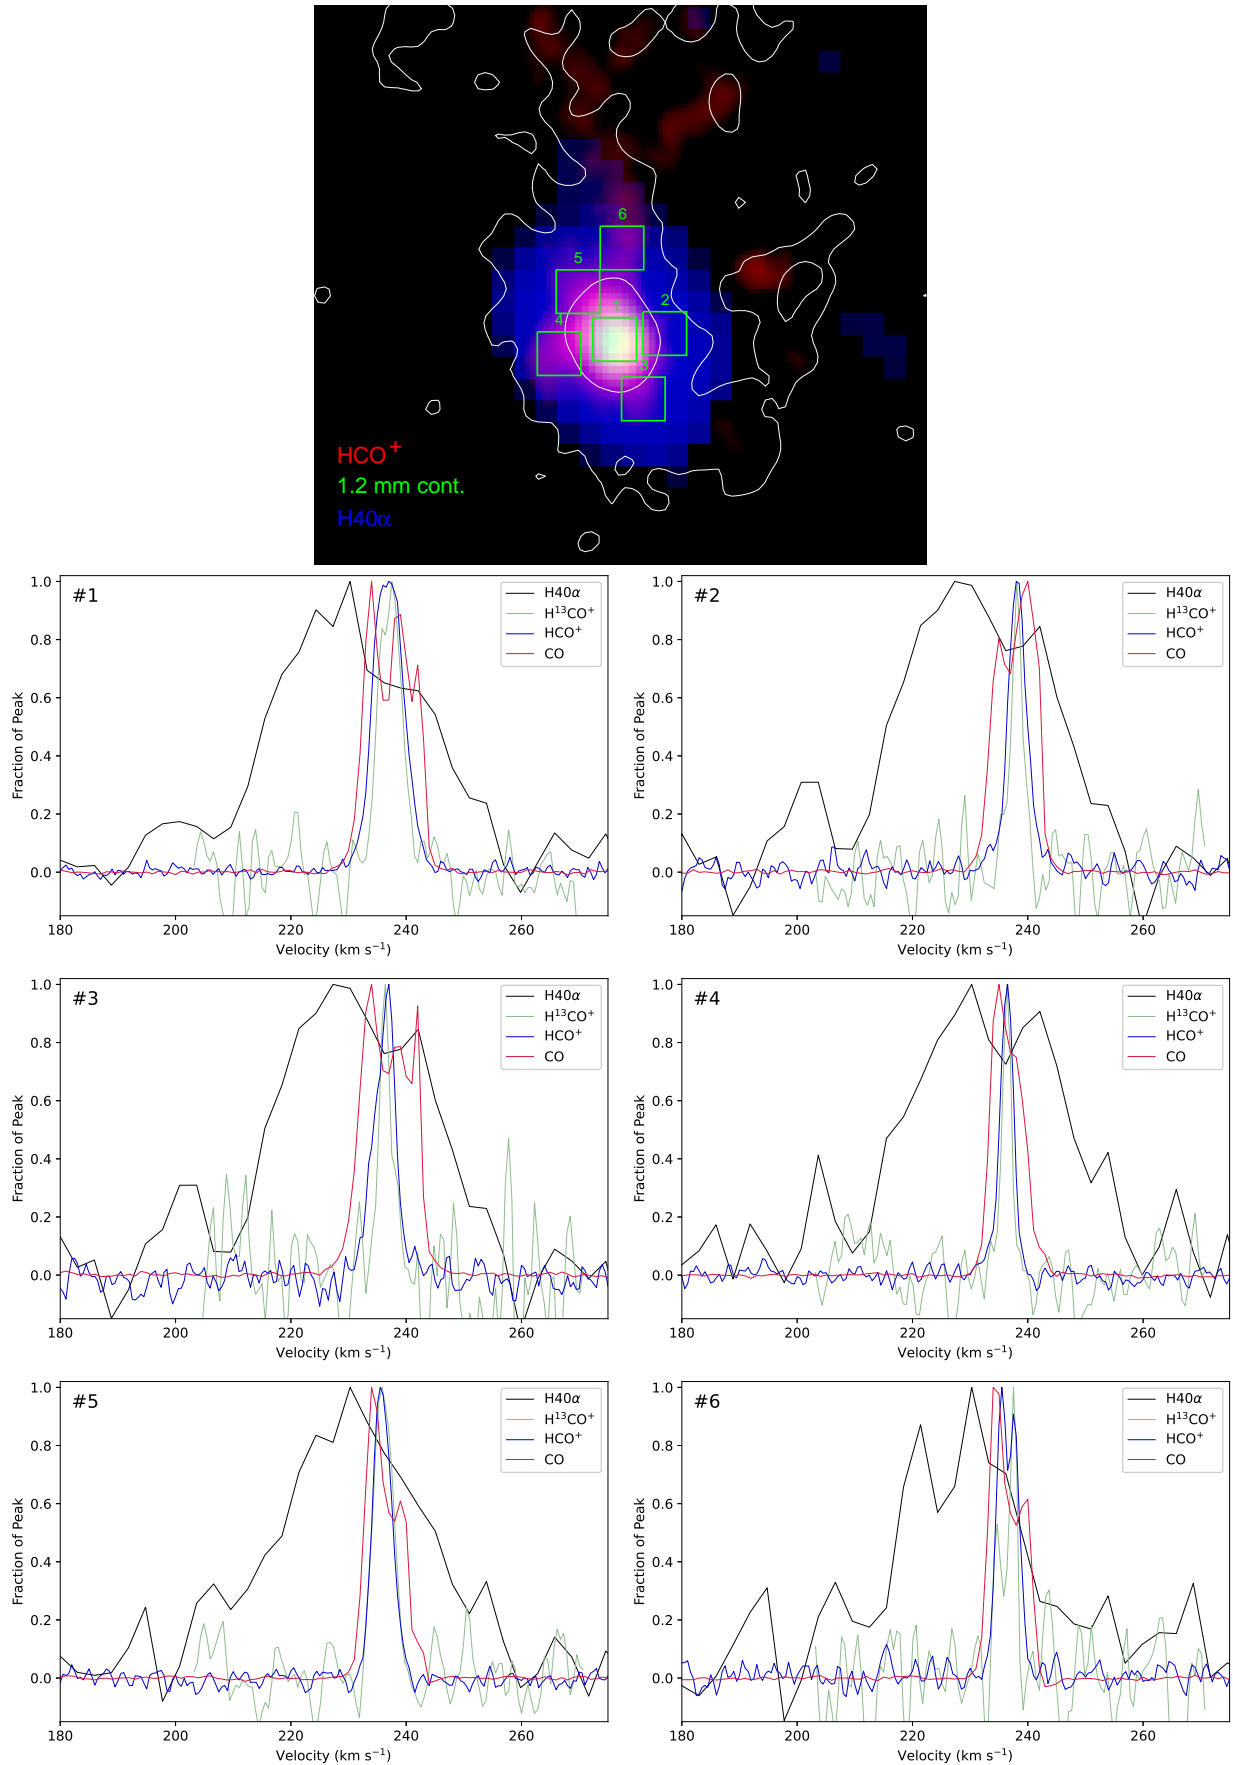 6
5
2
1
4
3
HCO⁺
1.2 mm cont.
H40α
#1
H40α
H¹³CO⁺
HCO⁺
CO
1.0
0.8
0.6
0.4
0.2
0.0
Fraction of Peak
180 200 220 240 260
Velocity (km s⁻¹)
#2
H40α
H¹³CO⁺
HCO⁺
CO
1.0
0.8
0.6
0.4
0.2
0.0
Fraction of Peak
180 200 220 240 260
Velocity (km s⁻¹)
#3
H40α
H¹³CO⁺
HCO⁺
CO
1.0
0.8
0.6
0.4
0.2
0.0
Fraction of Peak
180 200 220 240 260
Velocity (km s⁻¹)
#4
H40α
H¹³CO⁺
HCO⁺
CO
1.0
0.8
0.6
0.4
0.2
0.0
Fraction of Peak
180 200 220 240 260
Velocity (km s⁻¹)
#5
H40α
H¹³CO⁺
HCO⁺
CO
1.0
0.8
0.6
0.4
0.2
0.0
Fraction of Peak
180 200 220 240 260
Velocity (km s⁻¹)
#6
H40α
H¹³CO⁺
HCO⁺
CO
1.0
0.8
0.6
0.4
0.2
0.0
Fraction of Peak
180 200 220 240 260
Velocity (km s⁻¹)